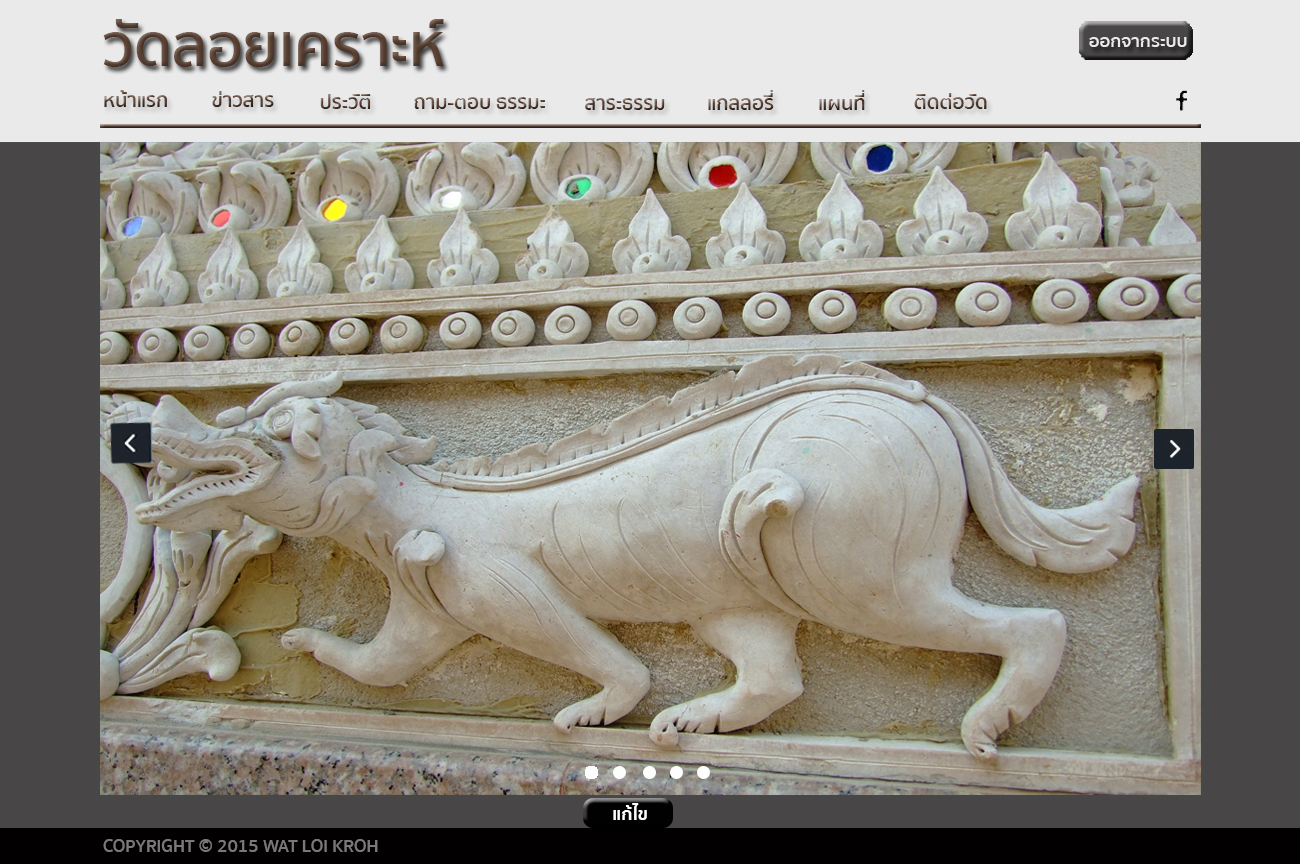 วัดลอยเคราะห์
ออกจากระบบ
หน้าแรก ข่าวสาร ประวัติ ถาม-ตอบ ธรรมะ สาระธรรม แกลลอรี่ แผนที่ ติดต่อวัด f
แก้ไข
COPYRIGHT © 2015 WAT LOI KROH